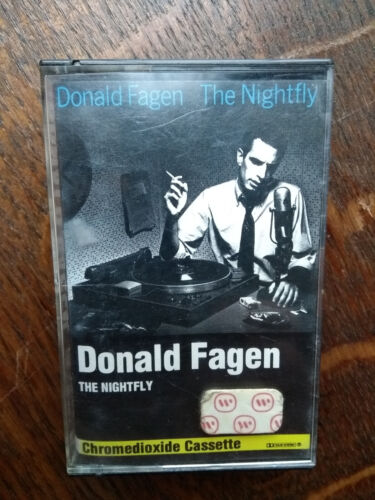 Donald Fagen The Nightfly
Donald Fagen
THE NIGHTFLY
Chromedioxide Cassette